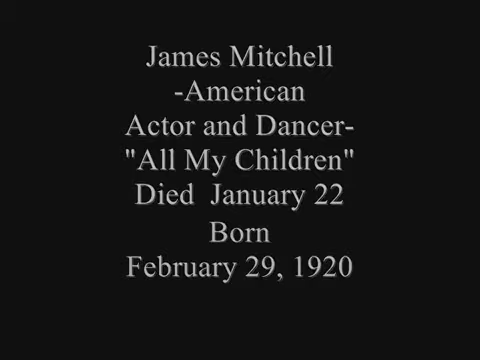 James Mitchell
-American
Actor and Dancer-
"All My Children"
Died  January 22
Born
February 29, 1920